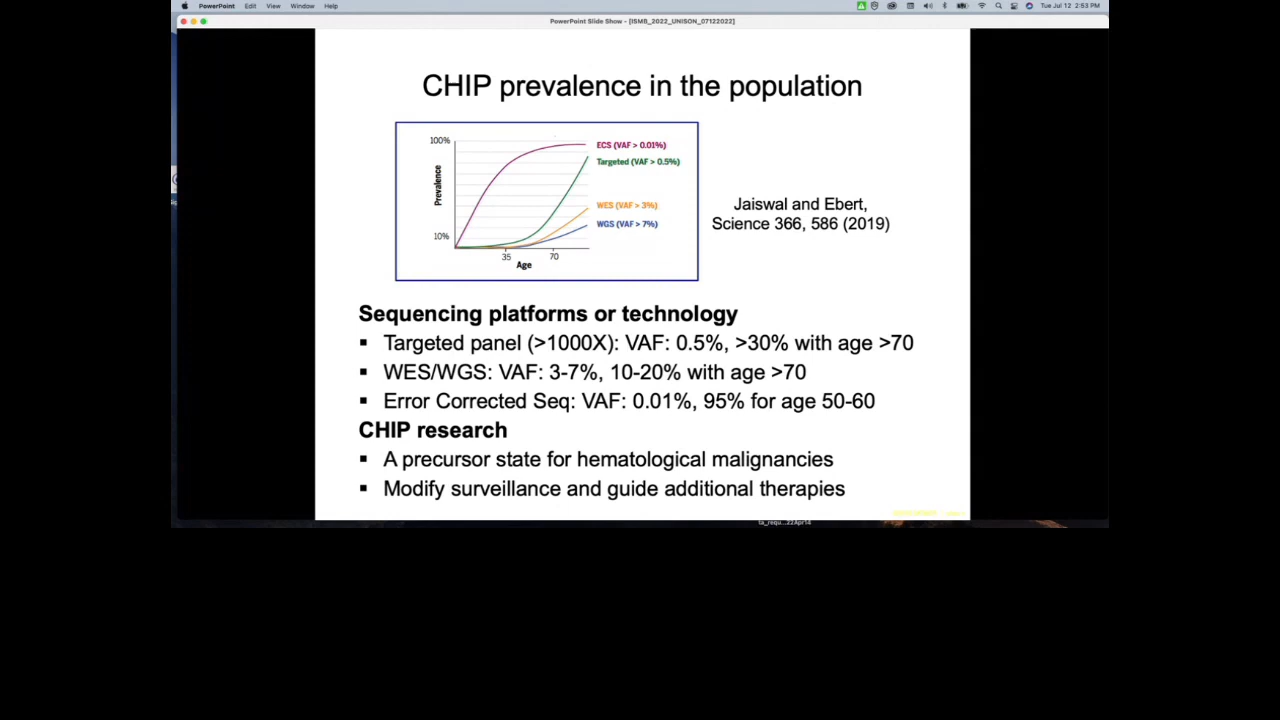 PowerPoint Edit View Window Help
Tue Jul 12 2:53 PM
PowerPoint Slide Show - [ISMB_2022_UNISON_07122022]
CHIP prevalence in the population
100%
10%
Prevalence
35 70
Age
ECS (VAF > 0.01%)
Targeted (VAF > 0.5%)
WES (VAF > 3%)
WGS (VAF > 7%)
Jaiswal and Ebert,
Science 366, 586 (2019)
Sequencing platforms or technology
▪ Targeted panel (>1000X): VAF: 0.5%, >30% with age >70
▪ WES/WGS: VAF: 3-7%, 10-20% with age >70
▪ Error Corrected Seq: VAF: 0.01%, 95% for age 50-60
CHIP research
▪ A precursor state for hematological malignancies
▪ Modify surveillance and guide additional therapies
ta_requ...22Apr14